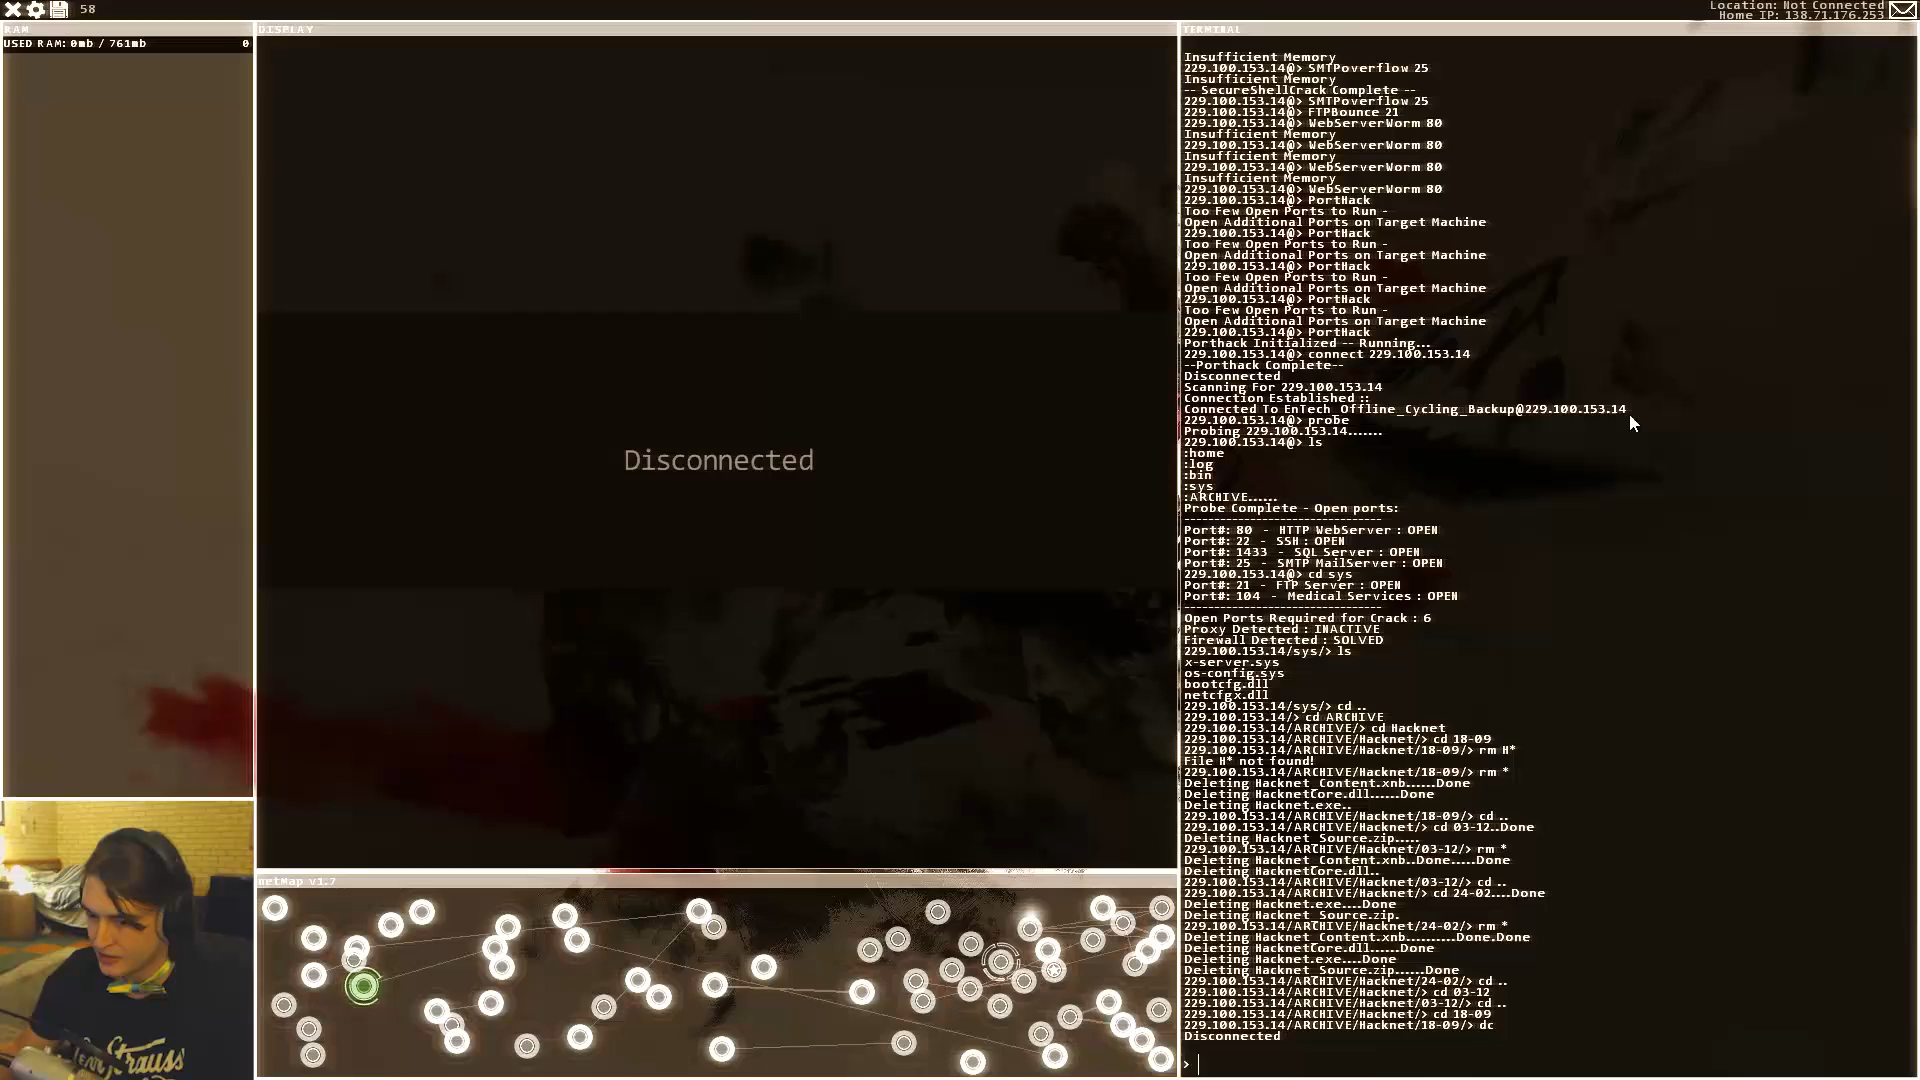 58
Location: Not Connected
Home IP: 138.71.176.253
RAM
USED RAM: 0mb / 761mb
0
DISPLAY
Disconnected
netMap v1.7
Strauss
TERMINAL
Insufficient Memory
229.100.153.14@> SMTPoverflow 25
Insufficient Memory
-- SecureShellCrack Complete --
229.100.153.14@> SMTPoverflow 25
229.100.153.14@> FTPBounce 21
229.100.153.14@> WebServerWorm 80
Insufficient Memory
229.100.153.14@> WebServerWorm 80
Insufficient Memory
229.100.153.14@> WebServerWorm 80
Insufficient Memory
229.100.153.14@> WebServerWorm 80
229.100.153.14@> PortHack
Too Few Open Ports to Run -
Open Additional Ports on Target Machine
229.100.153.14@> PortHack
Too Few Open Ports to Run -
Open Additional Ports on Target Machine
229.100.153.14@> PortHack
Too Few Open Ports to Run -
Open Additional Ports on Target Machine
229.100.153.14@> PortHack
Too Few Open Ports to Run -
Open Additional Ports on Target Machine
229.100.153.14@> PortHack
Porthack Initialized -- Running...
229.100.153.14@> connect 229.100.153.14
--Porthack Complete--
Disconnected
Scanning For 229.100.153.14
Connection Established ::
Connected To EnTech_Offline_Cycling_Backup@229.100.153.14
229.100.153.14@> probe
Probing 229.100.153.14.......
229.100.153.14@> ls
:home
:log
:bin
:sys
:ARCHIVE......
Probe Complete - Open ports:
---------------------------------
Port#: 80 - HTTP WebServer : OPEN
Port#: 22 - SSH : OPEN
Port#: 1433 - SQL Server : OPEN
Port#: 25 - SMTP MailServer : OPEN
229.100.153.14@> cd sys
Port#: 21 - FTP Server : OPEN
Port#: 104 - Medical Services : OPEN
---------------------------------
Open Ports Required for Crack : 6
Proxy Detected : INACTIVE
Firewall Detected : SOLVED
229.100.153.14/sys/> ls
x-server.sys
os-config.sys
bootcfg.dll
netcfgx.dll
229.100.153.14/sys/> cd ..
229.100.153.14/> cd ARCHIVE
229.100.153.14/ARCHIVE/> cd Hacknet
229.100.153.14/ARCHIVE/Hacknet/> cd 18-09
229.100.153.14/ARCHIVE/Hacknet/18-09/> rm H*
File H* not found!
229.100.153.14/ARCHIVE/Hacknet/18-09/> rm *
Deleting Hacknet_Content.xnb......Done
Deleting HacknetCore.dll......Done
Deleting Hacknet.exe..
229.100.153.14/ARCHIVE/Hacknet/18-09/> cd ..
229.100.153.14/ARCHIVE/Hacknet/> cd 03-12..Done
Deleting Hacknet_Source.zip.....
229.100.153.14/ARCHIVE/Hacknet/03-12/> rm *
Deleting Hacknet_Content.xnb..Done.....Done
Deleting HacknetCore.dll..
229.100.153.14/ARCHIVE/Hacknet/03-12/> cd ..
229.100.153.14/ARCHIVE/Hacknet/> cd 24-02....Done
Deleting Hacknet.exe....Done
Deleting Hacknet_Source.zip.
229.100.153.14/ARCHIVE/Hacknet/24-02/> rm *
Deleting Hacknet_Content.xnb..........Done.Done
Deleting HacknetCore.dll......Done
Deleting Hacknet.exe....Done
Deleting Hacknet_Source.zip......Done
229.100.153.14/ARCHIVE/Hacknet/24-02/> cd ..
229.100.153.14/ARCHIVE/Hacknet/> cd 03-12
229.100.153.14/ARCHIVE/Hacknet/03-12/> cd ..
229.100.153.14/ARCHIVE/Hacknet/> cd 18-09
229.100.153.14/ARCHIVE/Hacknet/18-09/> dc
Disconnected
>